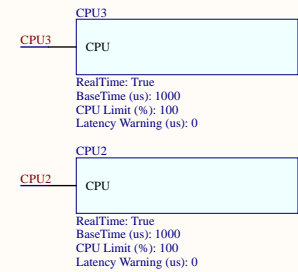 CPU3
CPU3 CPU
RealTime: True
BaseTime (us): 1000
CPU Limit (%): 100
Latency Warning (us): 0
CPU2
CPU2 CPU
RealTime: True
BaseTime (us): 1000
CPU Limit (%): 100
Latency Warning (us): 0